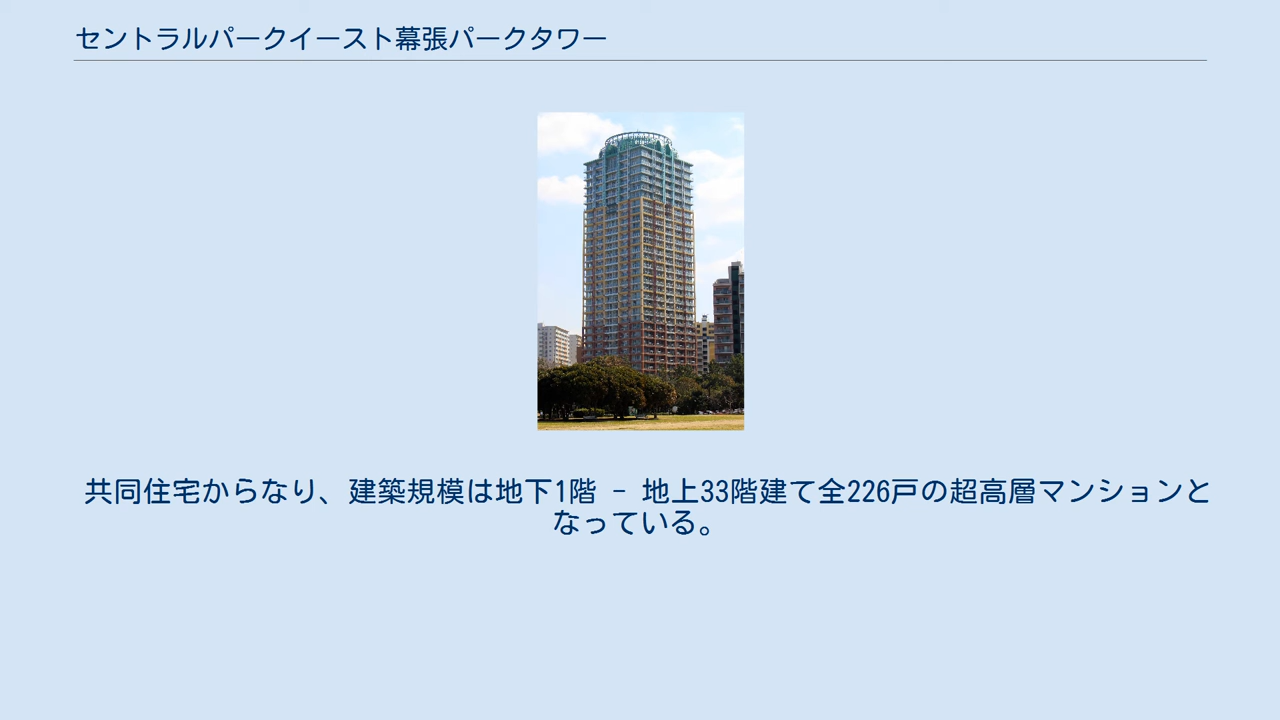 セントラルパークイースト幕張パークタワー
共同住宅からなり、建築規模は地下1階 - 地上33階建て全226戸の超高層マンションと
なっている。